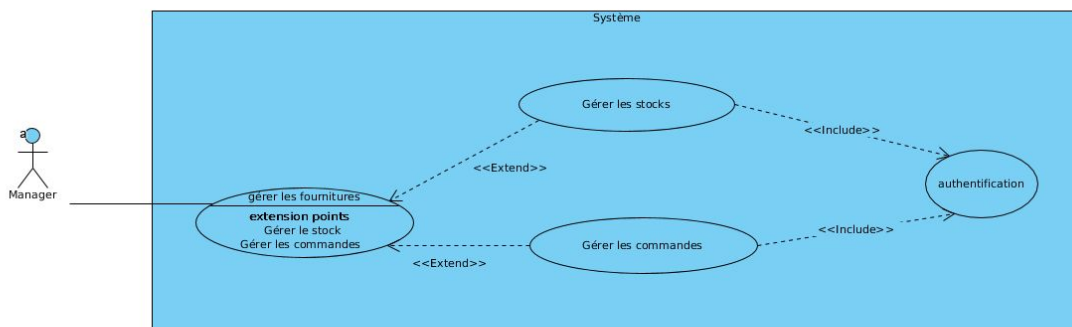 Système
a
Manager
gérer les fournitures
extension points
Gérer le stock
Gérer les commandes
Gérer les stocks
<<Extend>>
<<Include>>
authentification
Gérer les commandes
<<Extend>>
<<Include>>